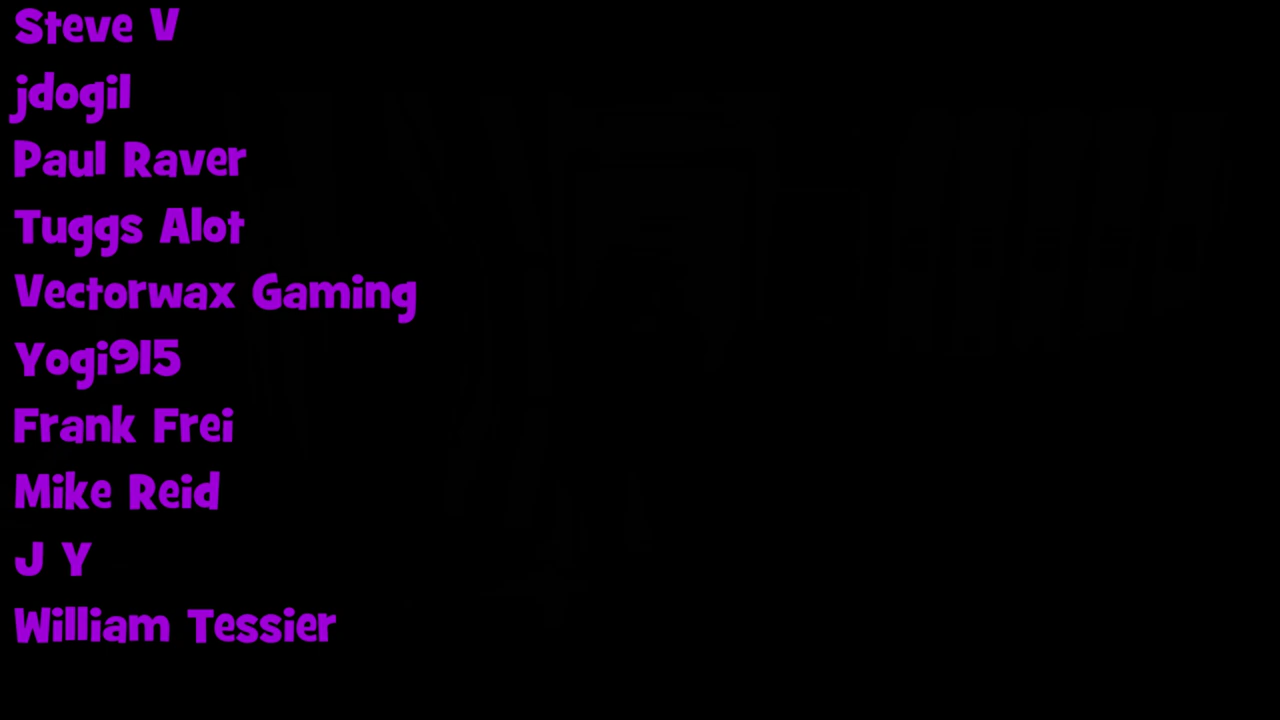 Steve V
jdogil
Paul Raver
Tuggs Alot
Vectorwax Gaming
Yogi915
Frank Frei
Mike Reid
J Y
William Tessier